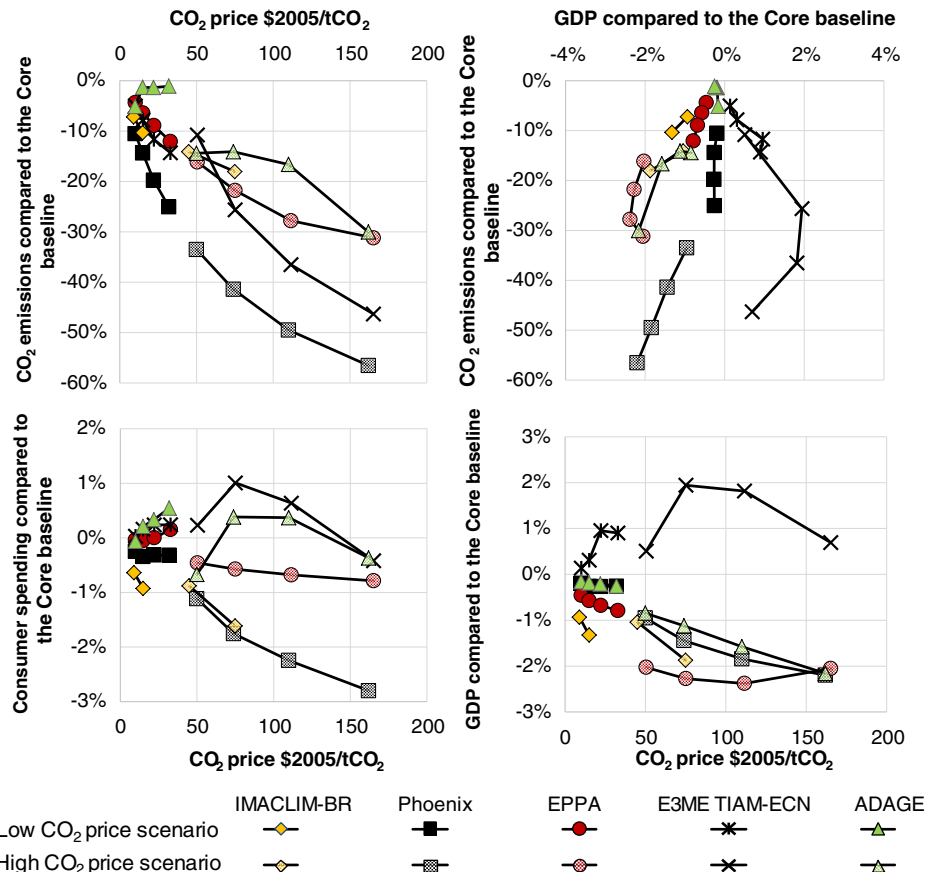 CO2 price $2005/tCO2
0 50 100 150 200
0%
-10%
-20%
-30%
-40%
-50%
-60%
CO2 emissions compared to the Core
baseline
GDP compared to the Core baseline
-4% -2% 0% 2% 4%
0%
-10%
-20%
-30%
-40%
-50%
-60%
CO2 emissions compared to the Core
baseline
2%
1%
0%
-1%
-2%
-3%
Consumer spending compared to
the Core baseline
0 50 100 150 200
CO2 price $2005/tCO2
3%
2%
1%
0%
-1%
-2%
-3%
GDP compared to the Core baseline
0 50 100 150 200
CO2 price $2005/tCO2
IMACLIM-BR Phoenix EPPA E3ME TIAM-ECN ADAGE
Low CO2 price scenario
High CO2 price scenario